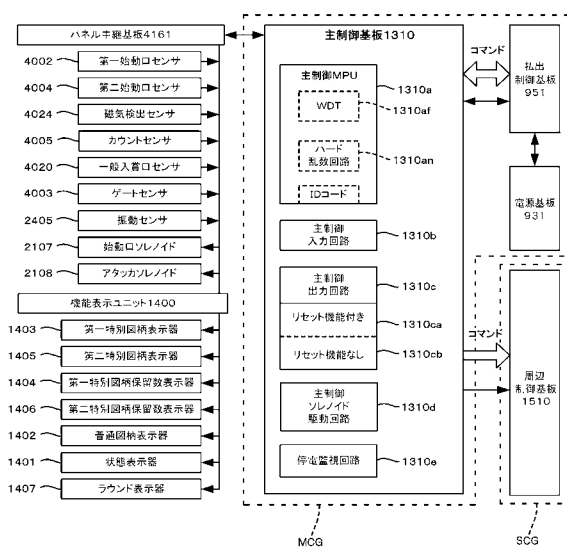 パネル中継基板4161
4002 第一始動口センサ
4004 第二始動口センサ
4024 磁気検出センサ
4005 カウントセンサ
4020 一般入賞口センサ
4003 ゲートセンサ
2405 振動センサ
2107 始動口ソレノイド
2108 アタッカソレノイド
機能表示ユニット1400
1403 第一特別図柄表示器
1405 第二特別図柄表示器
1404 第一特別図柄保留数表示器
1406 第二特別図柄保留数表示器
1402 普通図柄表示器
1401 状態表示器
1407 ラウンド表示器
主制御基板1310
主制御MPU
1310a
WDT
1310af
ハード
乱数回路
1310an
IDコード
主制御
入力回路
1310b
主制御
出力回路
1310c
リセット機能付き
1310ca
リセット機能なし
1310cb
主制御
ソレノイド
駆動回路
1310d
停電監視回路
1310e
MCG
コマンド
払出
制御基板
951
電源基板
931
コマンド
周辺
制御基板
1510
SCG